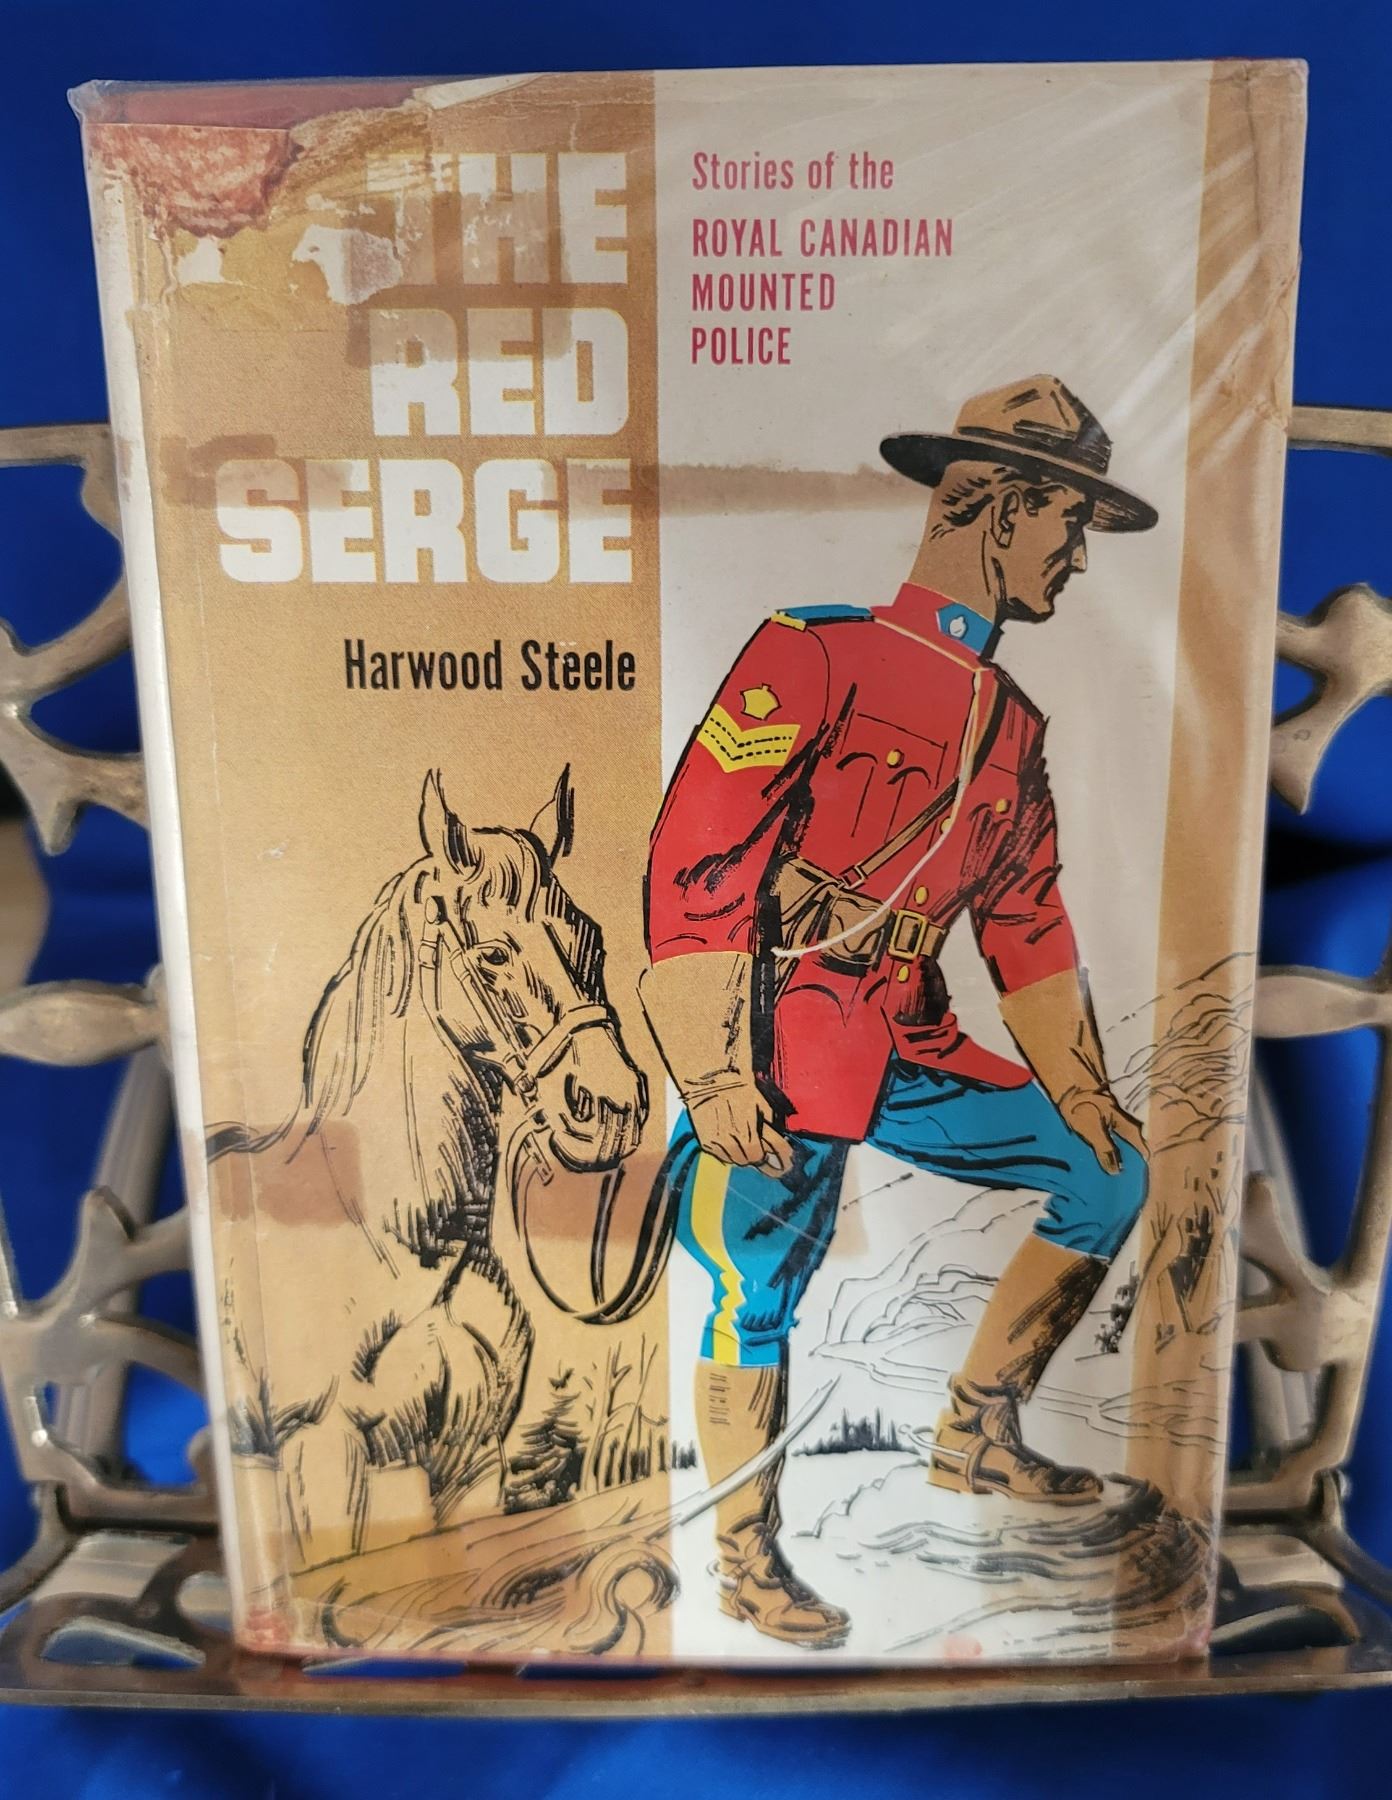 THE
RED
SERGE
Harwood Steele
Stories of the
ROYAL CANADIAN
MOUNTED
POLICE